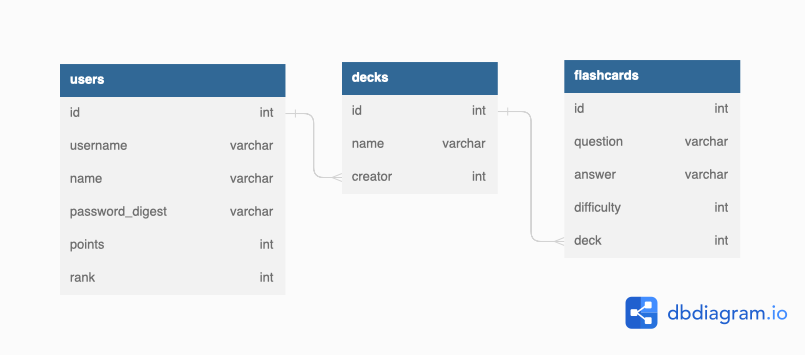 users
id int
username varchar
name varchar
password_digest varchar
points int
rank int
decks
id int
name varchar
creator int
flashcards
id int
question varchar
answer varchar
difficulty int
deck int
dbdiagram.io